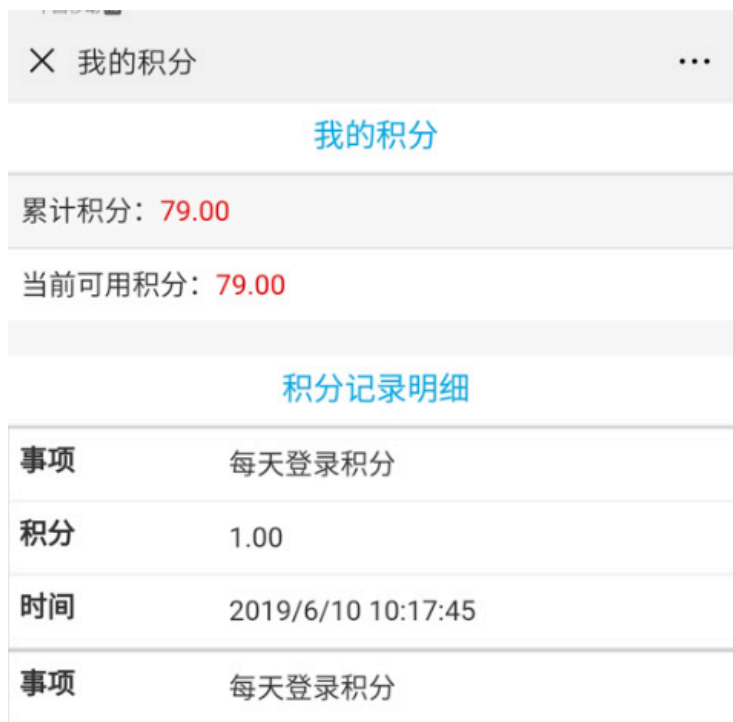 我的积分
我的积分
累计积分：79.00
当前可用积分：79.00
积分记录明细
事项 每天登录积分
积分 1.00
时间 2019/6/10 10:17:45
事项 每天登录积分